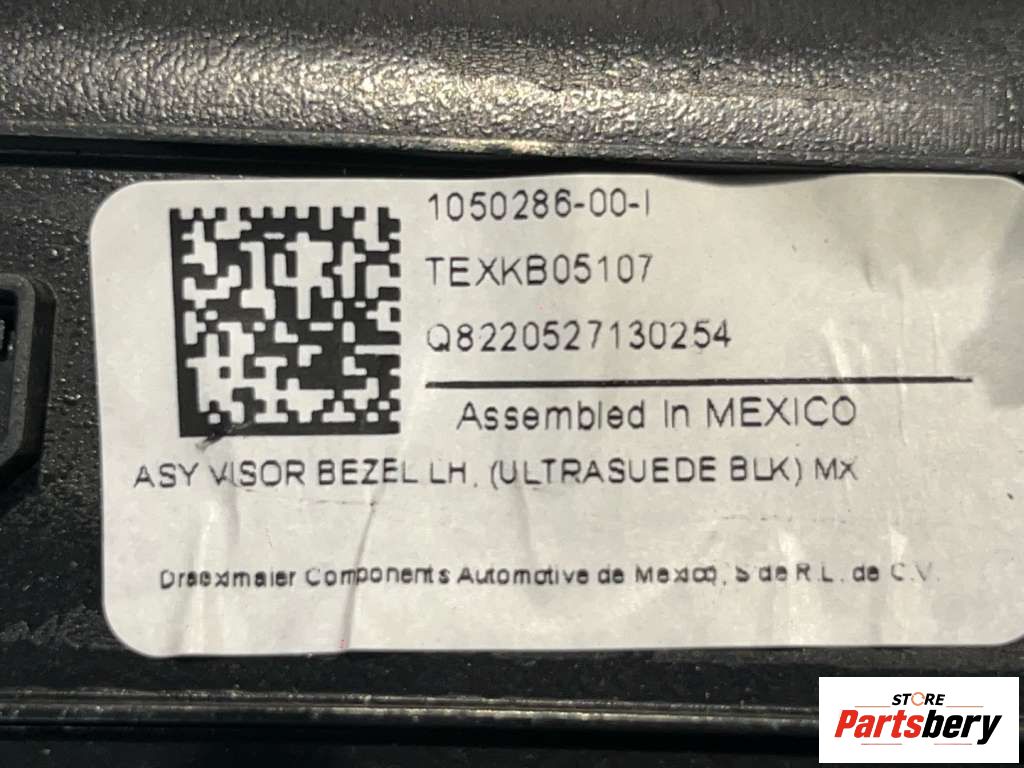 1050286-00-I
TEXKB05107
Q8220527130254
Assembled In MEXICO
ASY VISOR BEZEL LH, (ULTRASUEDE BLK) MX
Draexmaier Components Automotive de Mexico, S de R.L. de C.V.
STORE
Partsbery